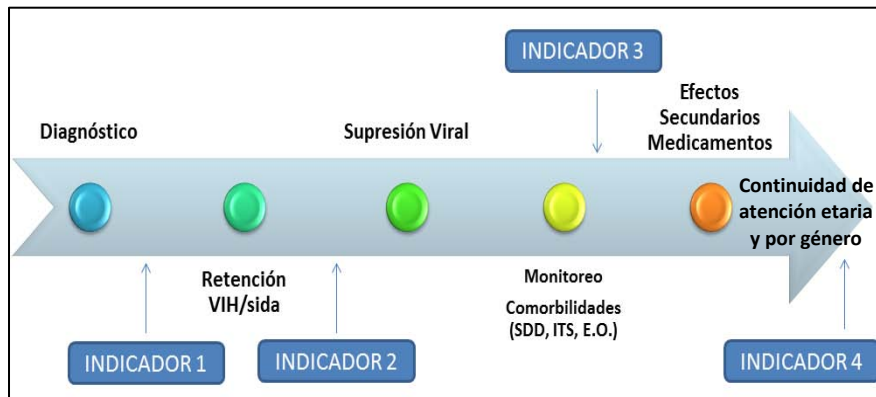 INDICADOR 3
Efectos
Secundarios
Medicamentos
Diagnóstico
Supresión Viral
Continuidad de
atención etaria
y por género
Retención
VIH/sida
Monitoreo
Comorbilidades
(SDD, ITS, E.O.)
INDICADOR 1
INDICADOR 2
INDICADOR 4